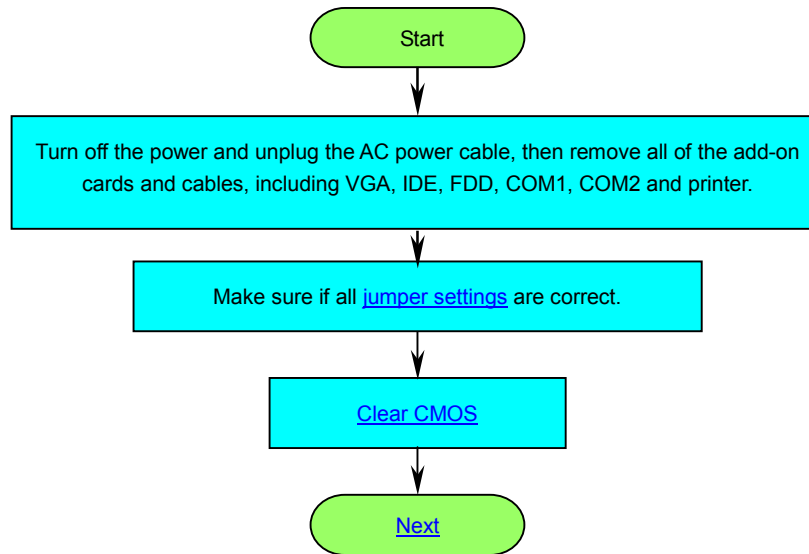 Start
Turn off the power and unplug the AC power cable, then remove all of the add-on
cards and cables, including VGA, IDE, FDD, COM1, COM2 and printer.
Make sure if all jumper settings are correct.
Clear CMOS
Next